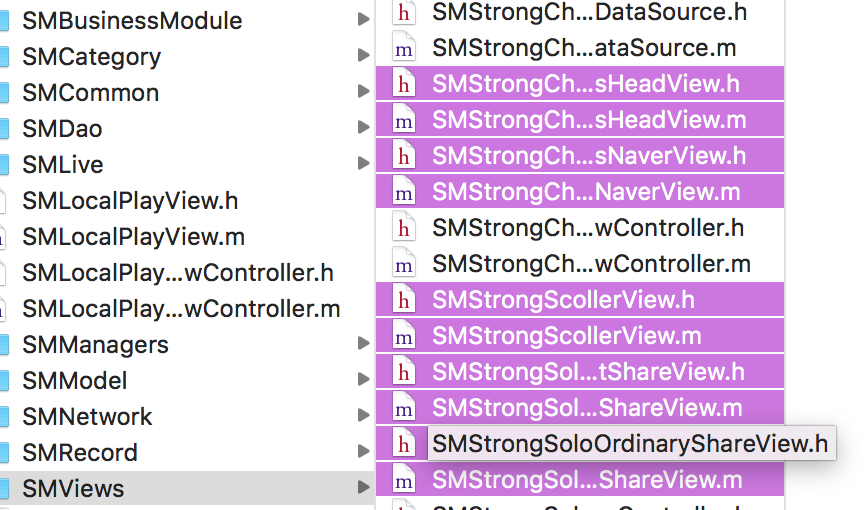 SMBusinessModule
SMCategory
SMCommon
SMDao
SMLive
SMLocalPlayView.h
SMLocalPlayView.m
SMLocalPlay...wController.h
SMLocalPlay...wController.m
SMManagers
SMModel
SMNetwork
SMRecord
SMViews
h SMStrongCh...DataSource.h
m SMStrongCh...ataSource.m
h SMStrongCh...sHeadView.h
m SMStrongCh...sHeadView.m
h SMStrongCh...sNaverView.h
m SMStrongCh...NaverView.m
h SMStrongCh...wController.h
m SMStrongCh...wController.m
h SMStrongScollerView.h
m SMStrongScollerView.m
h SMStrongSol...tShareView.h
m SMStrongSol...ShareView.m
h SMStrongSoloOrdinaryShareView.h
m SMStrongSol...ShareView.m